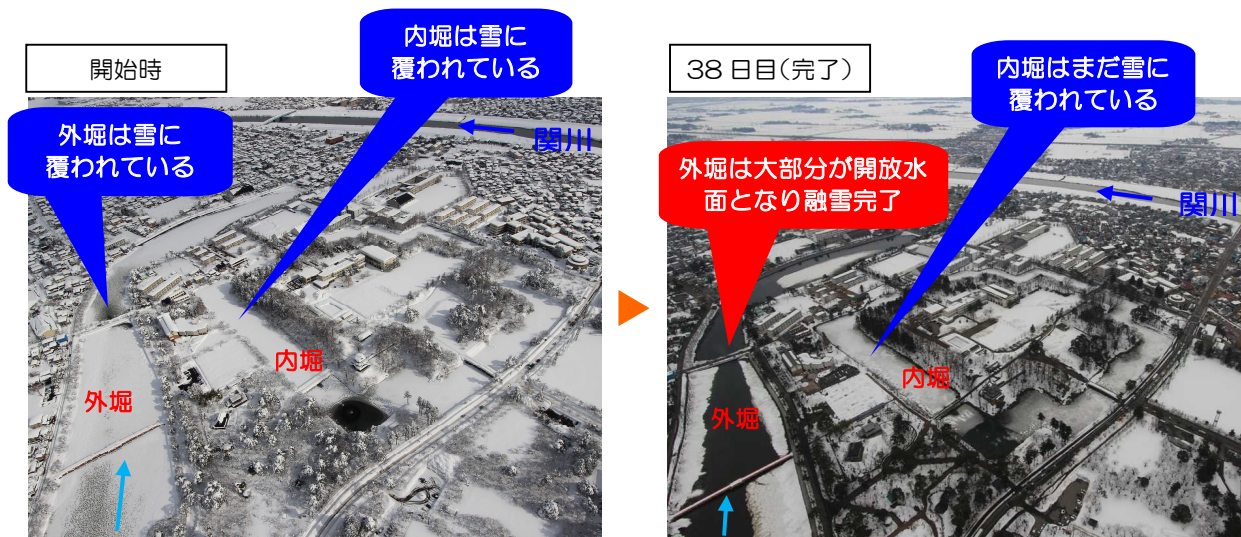 開始時
内堀は雪に
覆われている
外堀は雪に
覆われている
関川
内堀
外堀
38日目(完了)
内堀はまだ雪に
覆われている
外堀は大部分が開放水
面となり融雪完了
関川
内堀
外堀